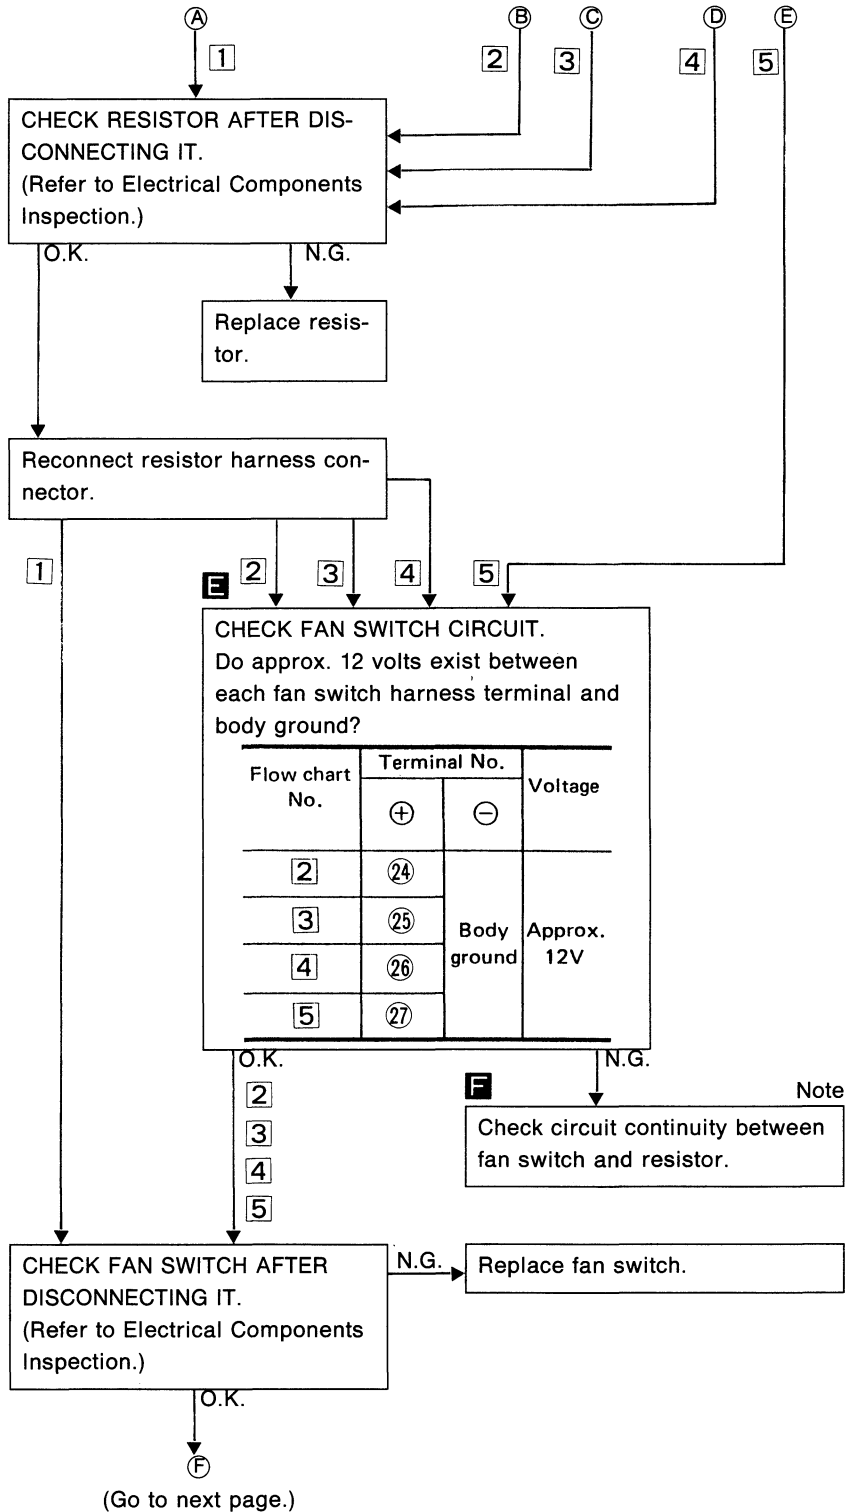 A B C D E
1 2 3 4 5
CHECK RESISTOR AFTER DIS-
CONNECTING IT.
(Refer to Electrical Components
Inspection.)
O.K. N.G.
Replace resis-
tor.
Reconnect resistor harness con-
nector.
1 E 2 3 4 5
CHECK FAN SWITCH CIRCUIT.
Do approx. 12 volts exist between
each fan switch harness terminal and
body ground?
Flow chart
No.
Terminal No.
⊕ ⊖
Voltage
2 24
3 25
4 26
5 27
Body
ground
Approx.
12V
O.K. N.G.
2
3
4
5
F Note
Check circuit continuity between
fan switch and resistor.
CHECK FAN SWITCH AFTER
DISCONNECTING IT.
(Refer to Electrical Components
Inspection.)
N.G.
Replace fan switch.
O.K.
F
(Go to next page.)